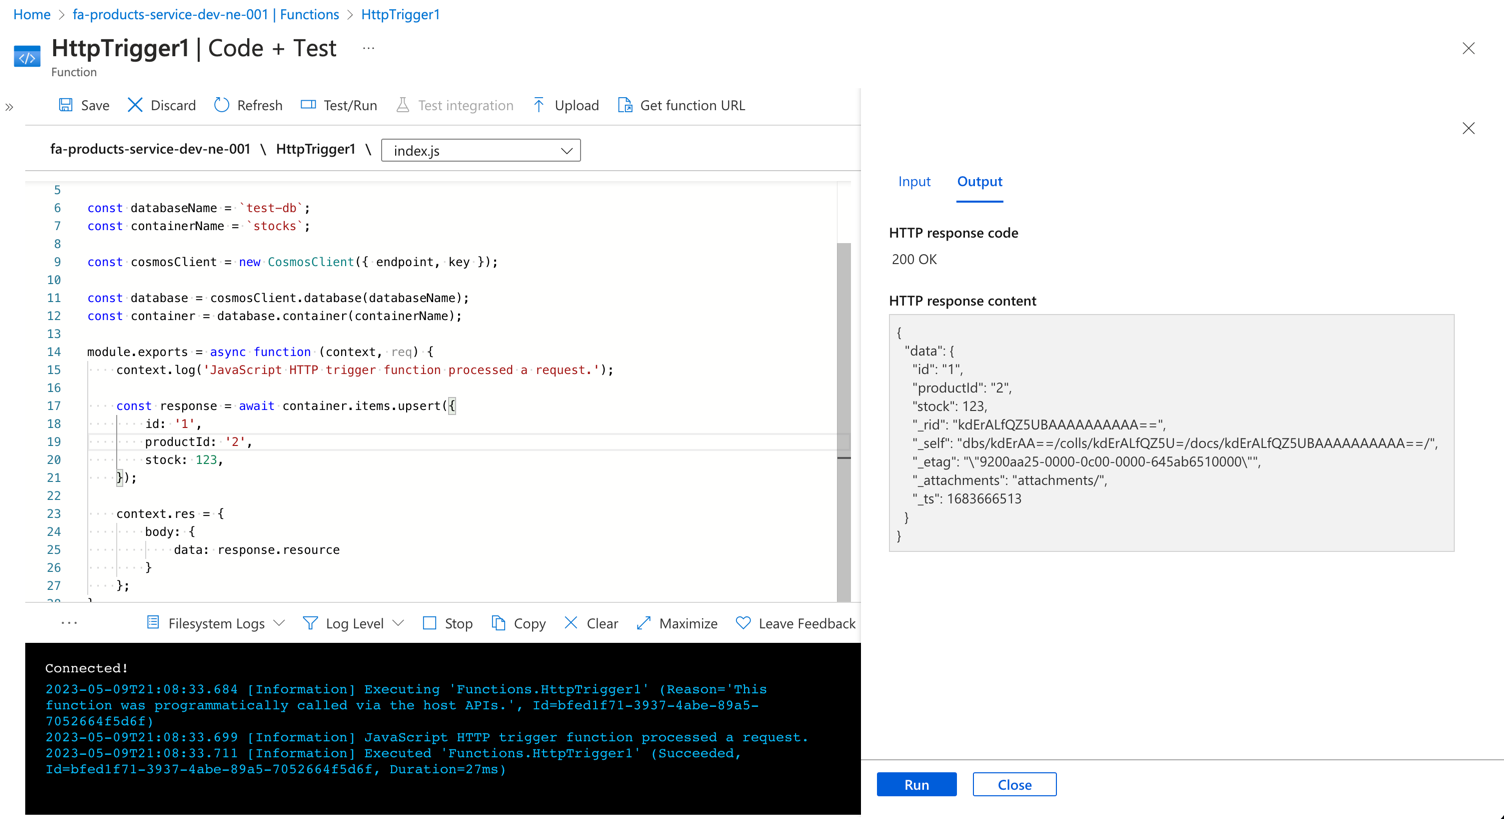 Home > fa-products-service-dev-ne-001 | Functions > HttpTrigger1
HttpTrigger1 | Code + Test ...
Function
Save Discard Refresh Test/Run Test integration Upload Get function URL
fa-products-service-dev-ne-001 \ HttpTrigger1 \ index.js
5
6 const databaseName = `test-db`;
7 const containerName = `stocks`;
8
9 const cosmosClient = new CosmosClient({ endpoint, key });
10
11 const database = cosmosClient.database(databaseName);
12 const container = database.container(containerName);
13
14 module.exports = async function (context, req) {
15     context.log('JavaScript HTTP trigger function processed a request.');
16
17     const response = await container.items.upsert({
18         id: '1',
19         productId: '2',
20         stock: 123,
21     });
22
23     context.res = {
24         body: {
25             data: response.resource
26         }
27     };
28 }
... Filesystem Logs Log Level Stop Copy Clear Maximize Leave Feedback
Connected!
2023-05-09T21:08:33.684 [Information] Executing 'Functions.HttpTrigger1' (Reason='This
function was programmatically called via the host APIs.', Id=bfed1f71-3937-4abe-89a5-
7052664f5d6f)
2023-05-09T21:08:33.699 [Information] JavaScript HTTP trigger function processed a request.
2023-05-09T21:08:33.711 [Information] Executed 'Functions.HttpTrigger1' (Succeeded,
Id=bfed1f71-3937-4abe-89a5-7052664f5d6f, Duration=27ms)
Input Output
HTTP response code
200 OK
HTTP response content
{
  "data": {
    "id": "1",
    "productId": "2",
    "stock": 123,
    "_rid": "kdErALfQZ5UBAAAAAAAAAA==",
    "_self": "dbs/kdErAA==/colls/kdErALfQZ5U=/docs/kdErALfQZ5UBAAAAAAAAAA==/",
    "_etag": "\"9200aa25-0000-0c00-0000-645ab6510000\"",
    "_attachments": "attachments/",
    "_ts": 1683666513
  }
}
Run Close